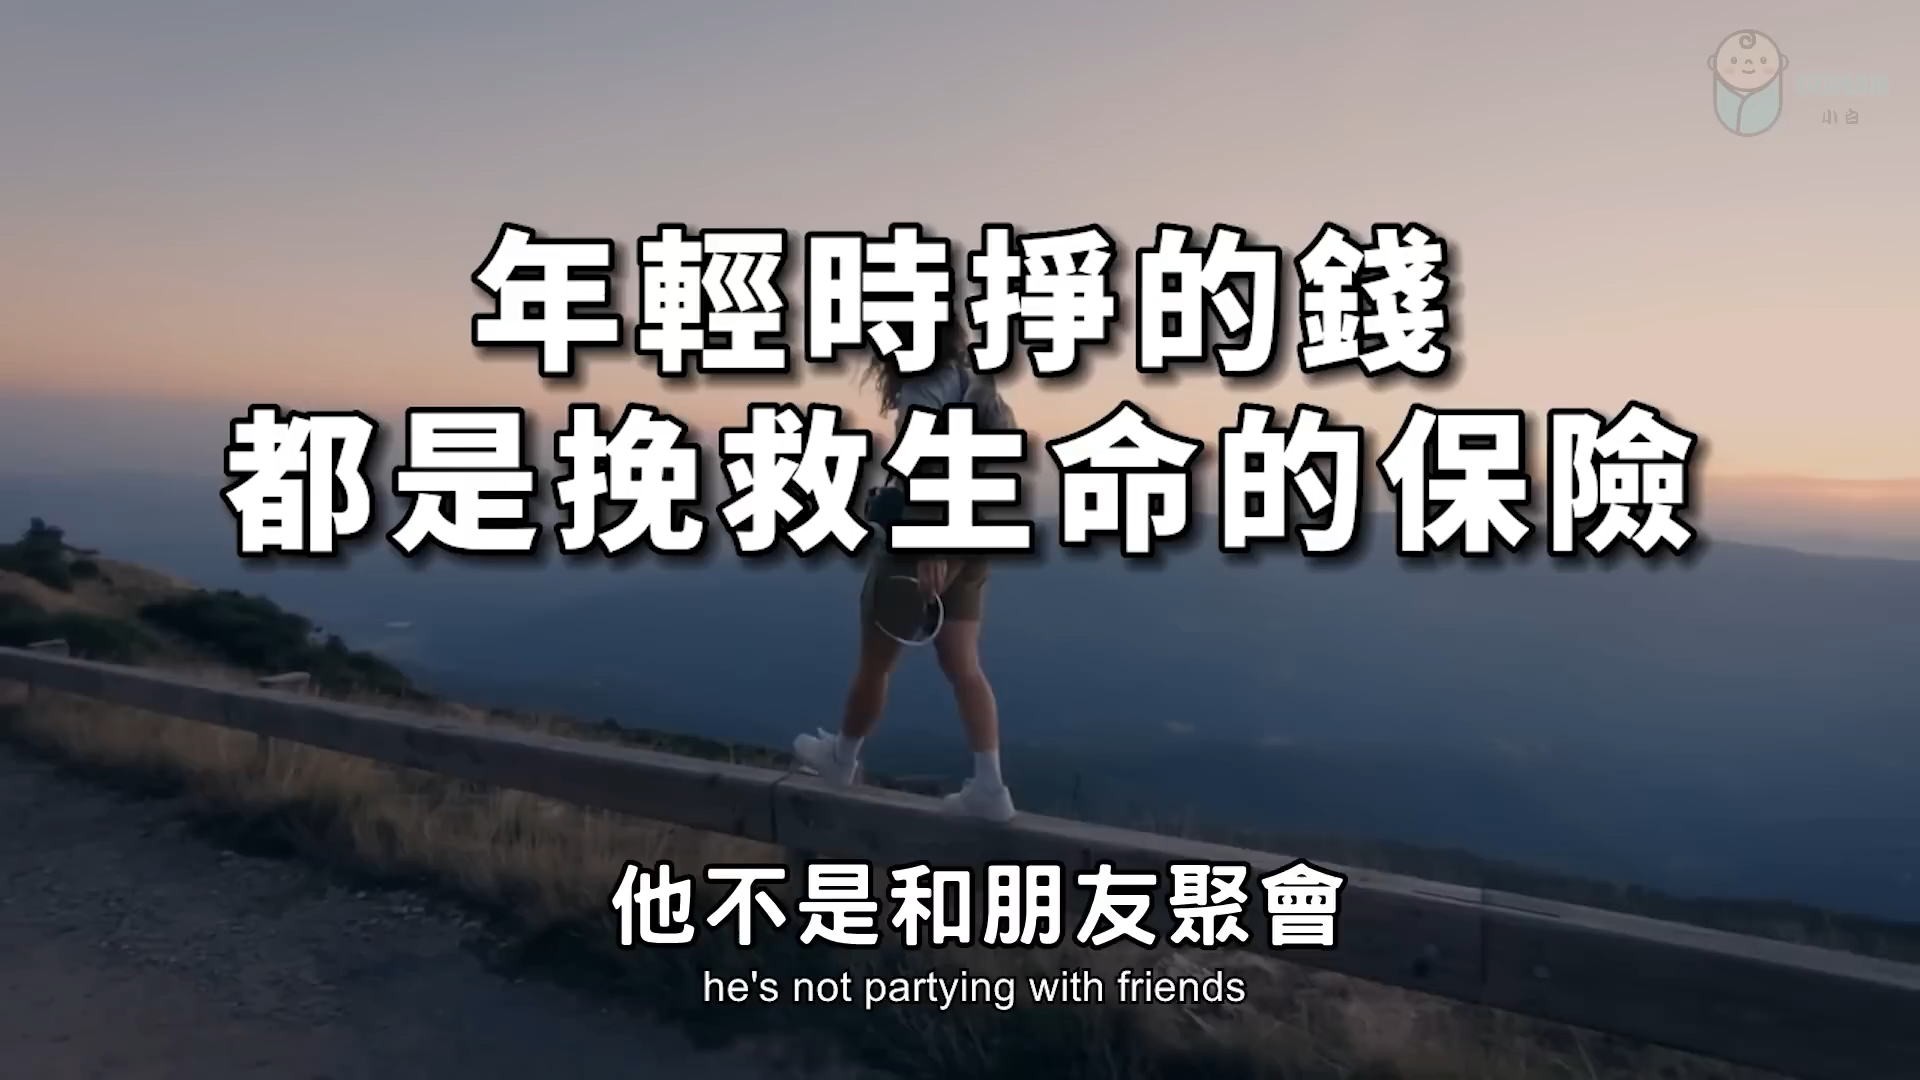 小白
年輕時掙的錢
都是挽救生命的保險
他不是和朋友聚會
he's not partying with friends